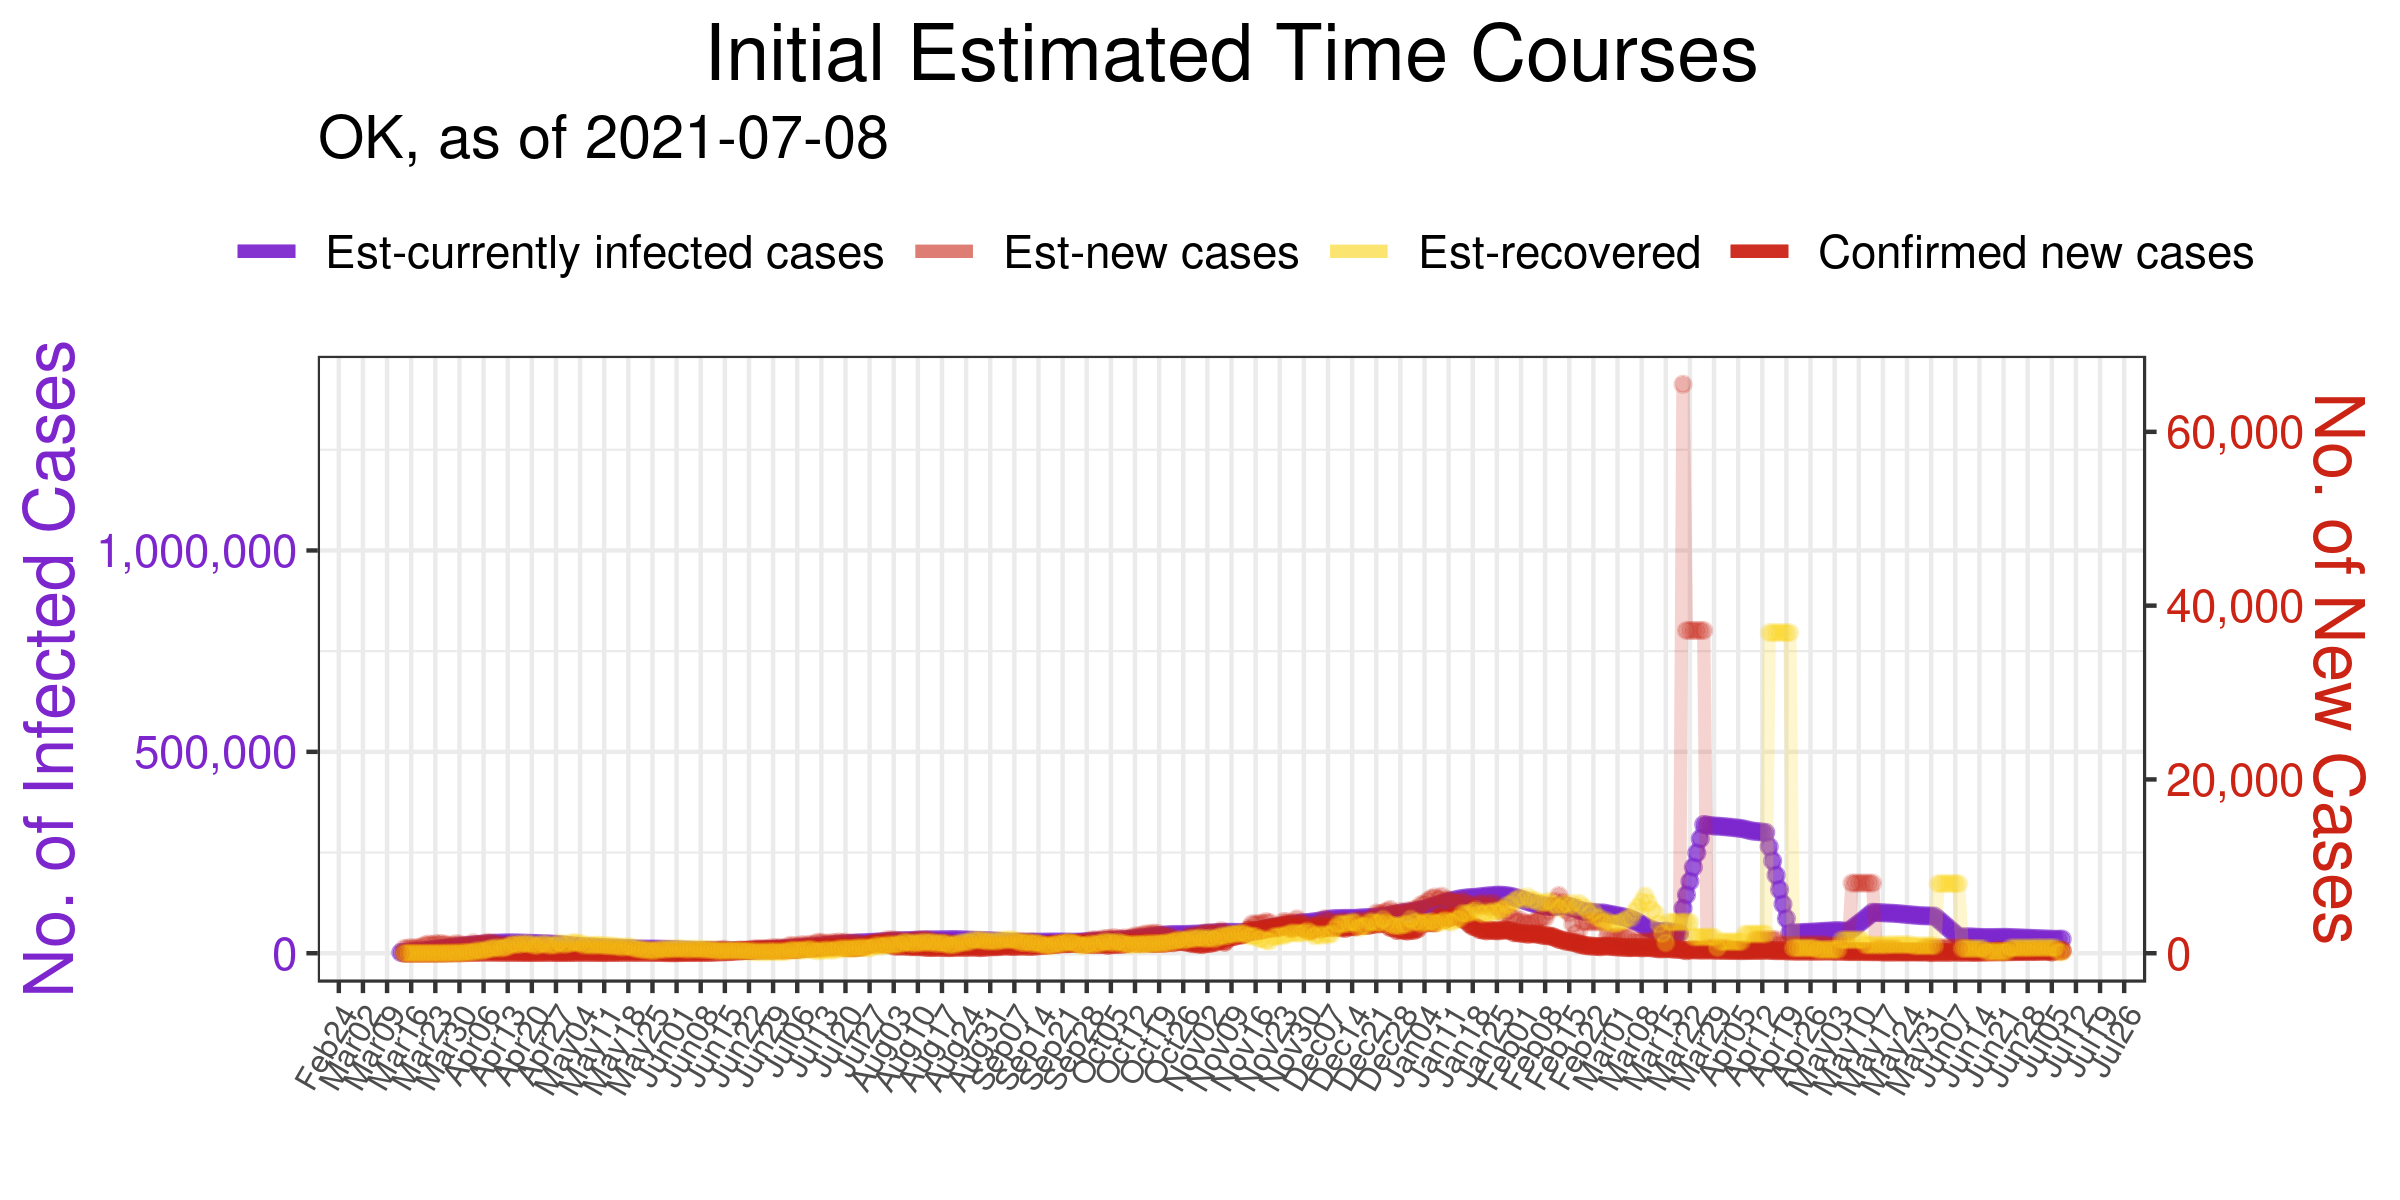 Initial Estimated Time Courses
OK, as of 2021-07-08
Est-currently infected cases
Est-new cases
Est-recovered
Confirmed new cases
No. of Infected Cases
1,000,000
500,000
0
60,000
40,000
20,000
0
No. of New Cases
Feb24
Mar02
Mar09
Mar16
Mar23
Mar30
Apr06
Apr13
Apr20
Apr27
May04
May11
May18
May25
Jun01
Jun08
Jun15
Jun22
Jun29
Jul06
Jul13
Jul20
Jul27
Aug03
Aug10
Aug17
Aug24
Aug31
Sep07
Sep14
Sep21
Sep28
Oct05
Oct12
Oct19
Oct26
Nov02
Nov09
Nov16
Nov23
Nov30
Dec07
Dec14
Dec21
Dec28
Jan04
Jan11
Jan18
Jan25
Feb01
Feb08
Feb15
Feb22
Mar01
Mar08
Mar15
Mar22
Mar29
Apr05
Apr12
Apr19
Apr26
May03
May10
May17
May24
May31
Jun07
Jun14
Jun21
Jun28
Jul05
Jul12
Jul19
Jul26